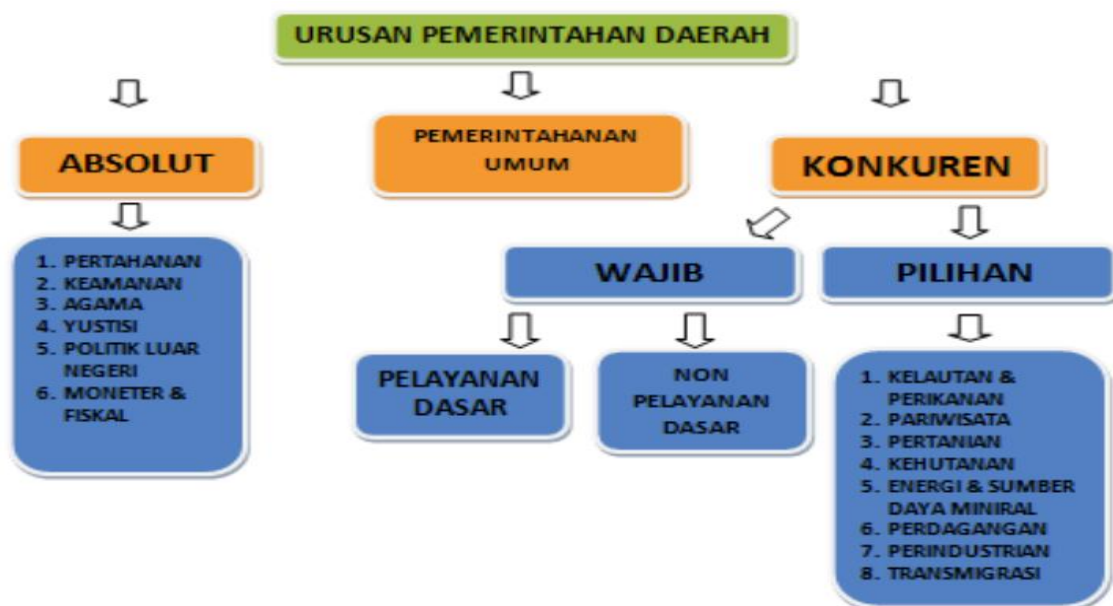 URUSAN PEMERINTAHAN DAERAH
ABSOLUT
PEMERINTAHANAN
UMUM
KONKUREN
1. PERTAHANAN
2. KEAMANAN
3. AGAMA
4. YUSTISI
5. POLITIK LUAR
NEGERI
6. MONETER &
FISKAL
WAJIB
PILIHAN
PELAYANAN
DASAR
NON
PELAYANAN
DASAR
1. KELAUTAN &
PERIKANAN
2. PARIWISATA
3. PERTANIAN
4. KEHUTANAN
5. ENERGI & SUMBER
DAYA MINIRAL
6. PERDAGANGAN
7. PERINDUSTRIAN
8. TRANSMIGRASI